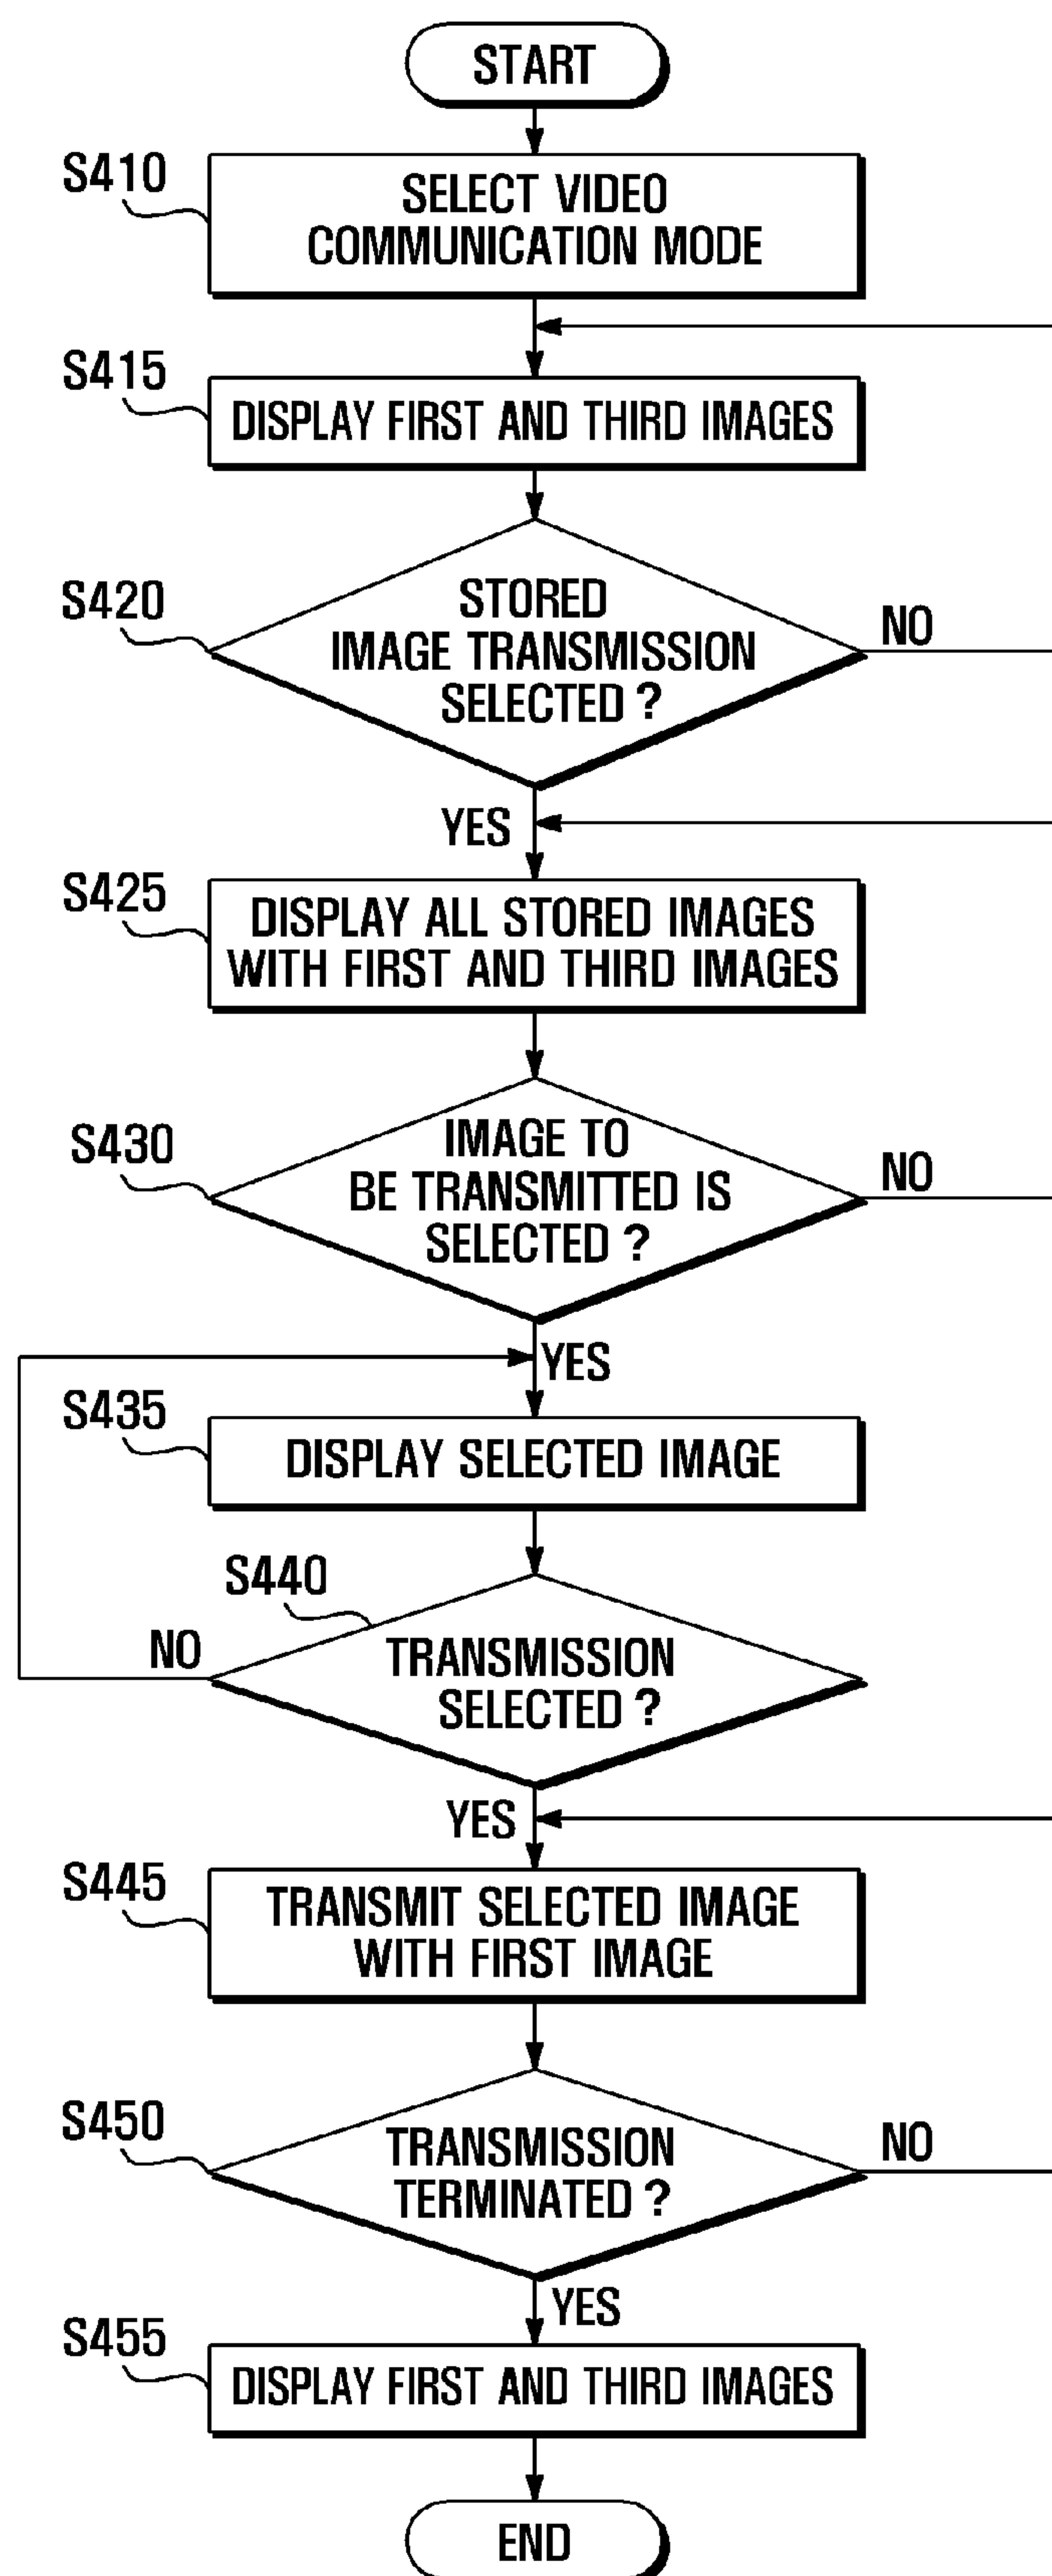 START
S410
SELECT VIDEO
COMMUNICATION MODE
S415
DISPLAY FIRST AND THIRD IMAGES
S420
STORED
IMAGE TRANSMISSION
SELECTED ?
NO
YES
S425
DISPLAY ALL STORED IMAGES
WITH FIRST AND THIRD IMAGES
S430
IMAGE TO
BE TRANSMITTED IS
SELECTED ?
NO
YES
S435
DISPLAY SELECTED IMAGE
S440
NO
TRANSMISSION
SELECTED ?
YES
S445
TRANSMIT SELECTED IMAGE
WITH FIRST IMAGE
S450
TRANSMISSION
TERMINATED ?
NO
YES
S455
DISPLAY FIRST AND THIRD IMAGES
END